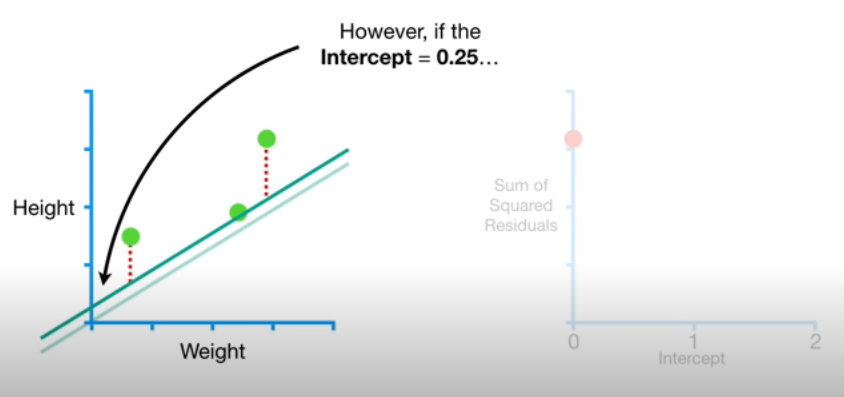 However, if the
Intercept = 0.25...
Height
Weight
Sum of
Squared
Residuals
0
1
2
Intercept